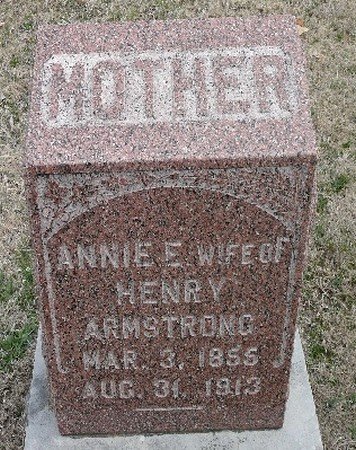 MOTHER
ANNIE E. WIFE OF
HENRY
ARMSTRONG
MAR. 3, 1855
AUG. 31, 1913